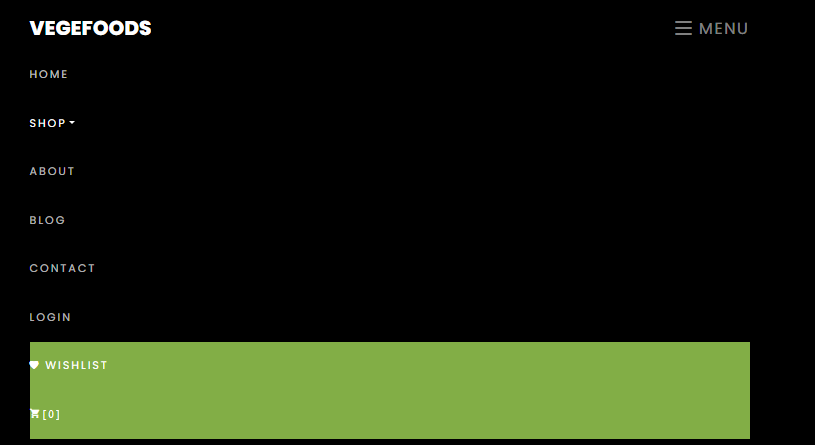 VEGEFOODS
MENU
HOME
SHOP
ABOUT
BLOG
CONTACT
LOGIN
WISHLIST
[0]